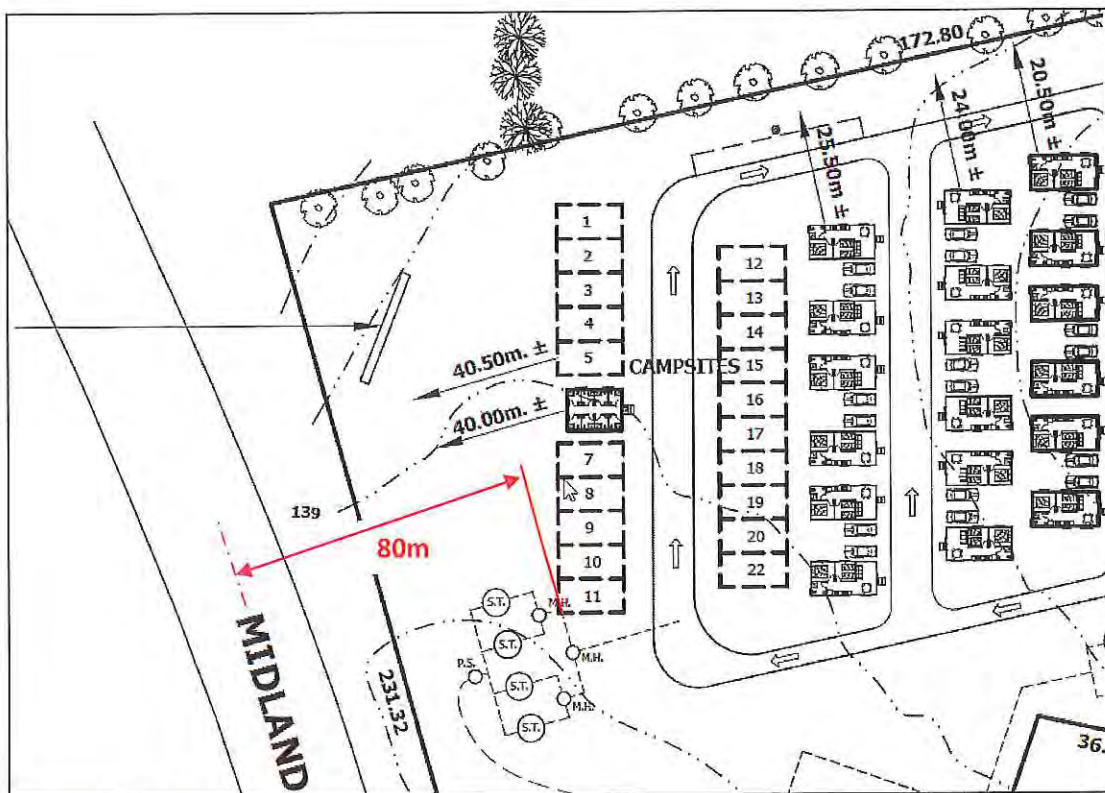 172.80
20.50m ±
24.00m ±
25.50m ±
1
2
3
4
5
40.50m. ±
CAMPSITES
40.00m. ±
7
8
9
10
11
12
13
14
15
16
17
18
19
20
22
139
80m
MIDLAND
231.32
S.T.
M.H.
S.T.
M.H.
P.S.
S.T.
M.H.
S.T.
36.